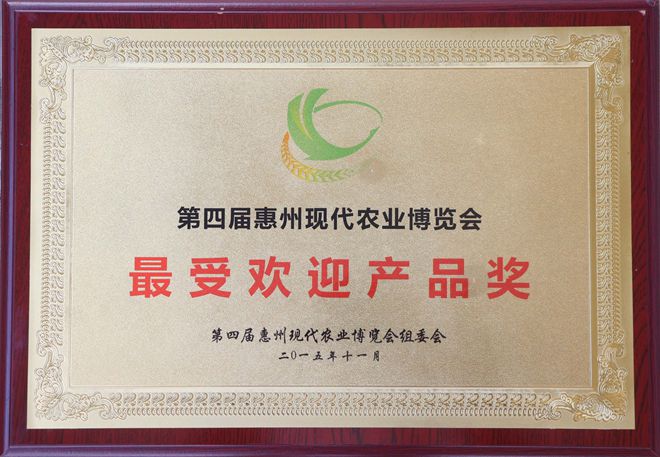 第四届惠州现代农业博览会
最受欢迎产品奖
第四届惠州现代农业博览会组委会
二〇一五年十一月